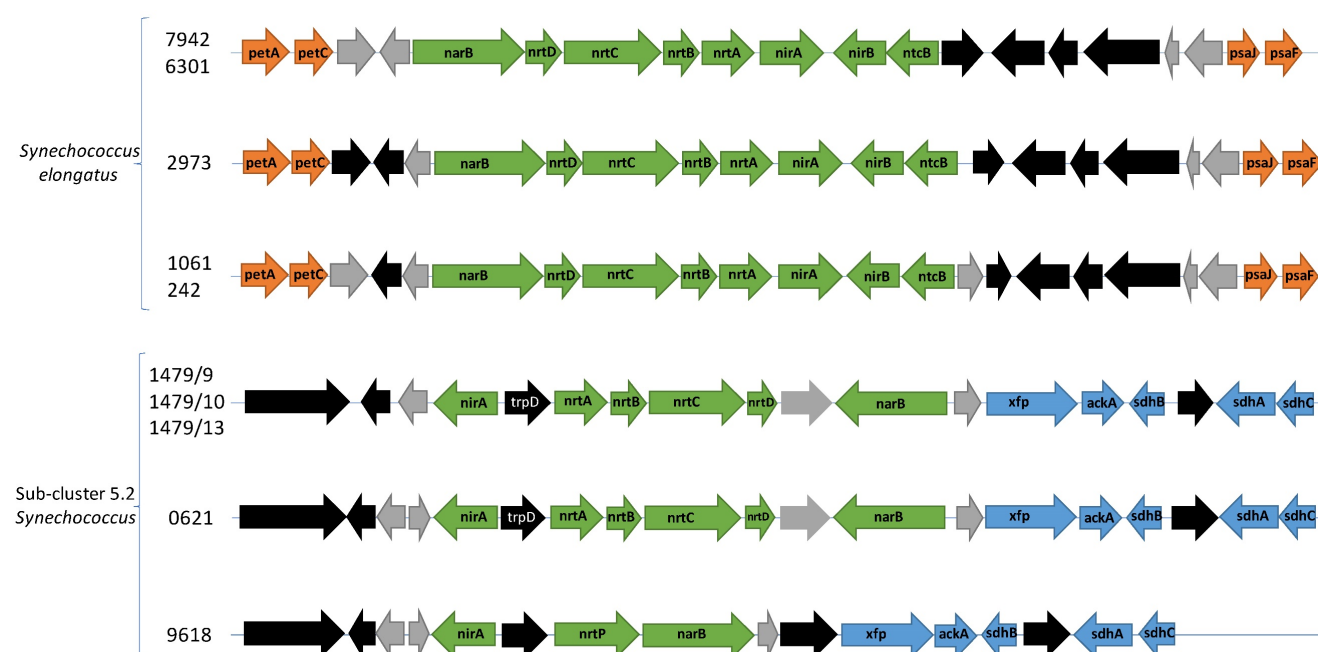 7942
6301
petA petC narB nrtD nrtC nrtB nrtA nirA nirB ntcB psaJ psaF
Synechococcus
elongatus
2973
petA petC narB nrtD nrtC nrtB nrtA nirA nirB ntcB psaJ psaF
1061
242
petA petC narB nrtD nrtC nrtB nrtA nirA nirB ntcB psaJ psaF
1479/9
1479/10
1479/13
nirA trpD nrtA nrtB nrtC nrtD narB xfp ackA sdhB sdhA sdhC
Sub-cluster 5.2
Synechococcus
0621
nirA trpD nrtA nrtB nrtC nrtD narB xfp ackA sdhB sdhA sdhC
9618
nirA nrtP narB xfp ackA sdhB sdhA sdhC